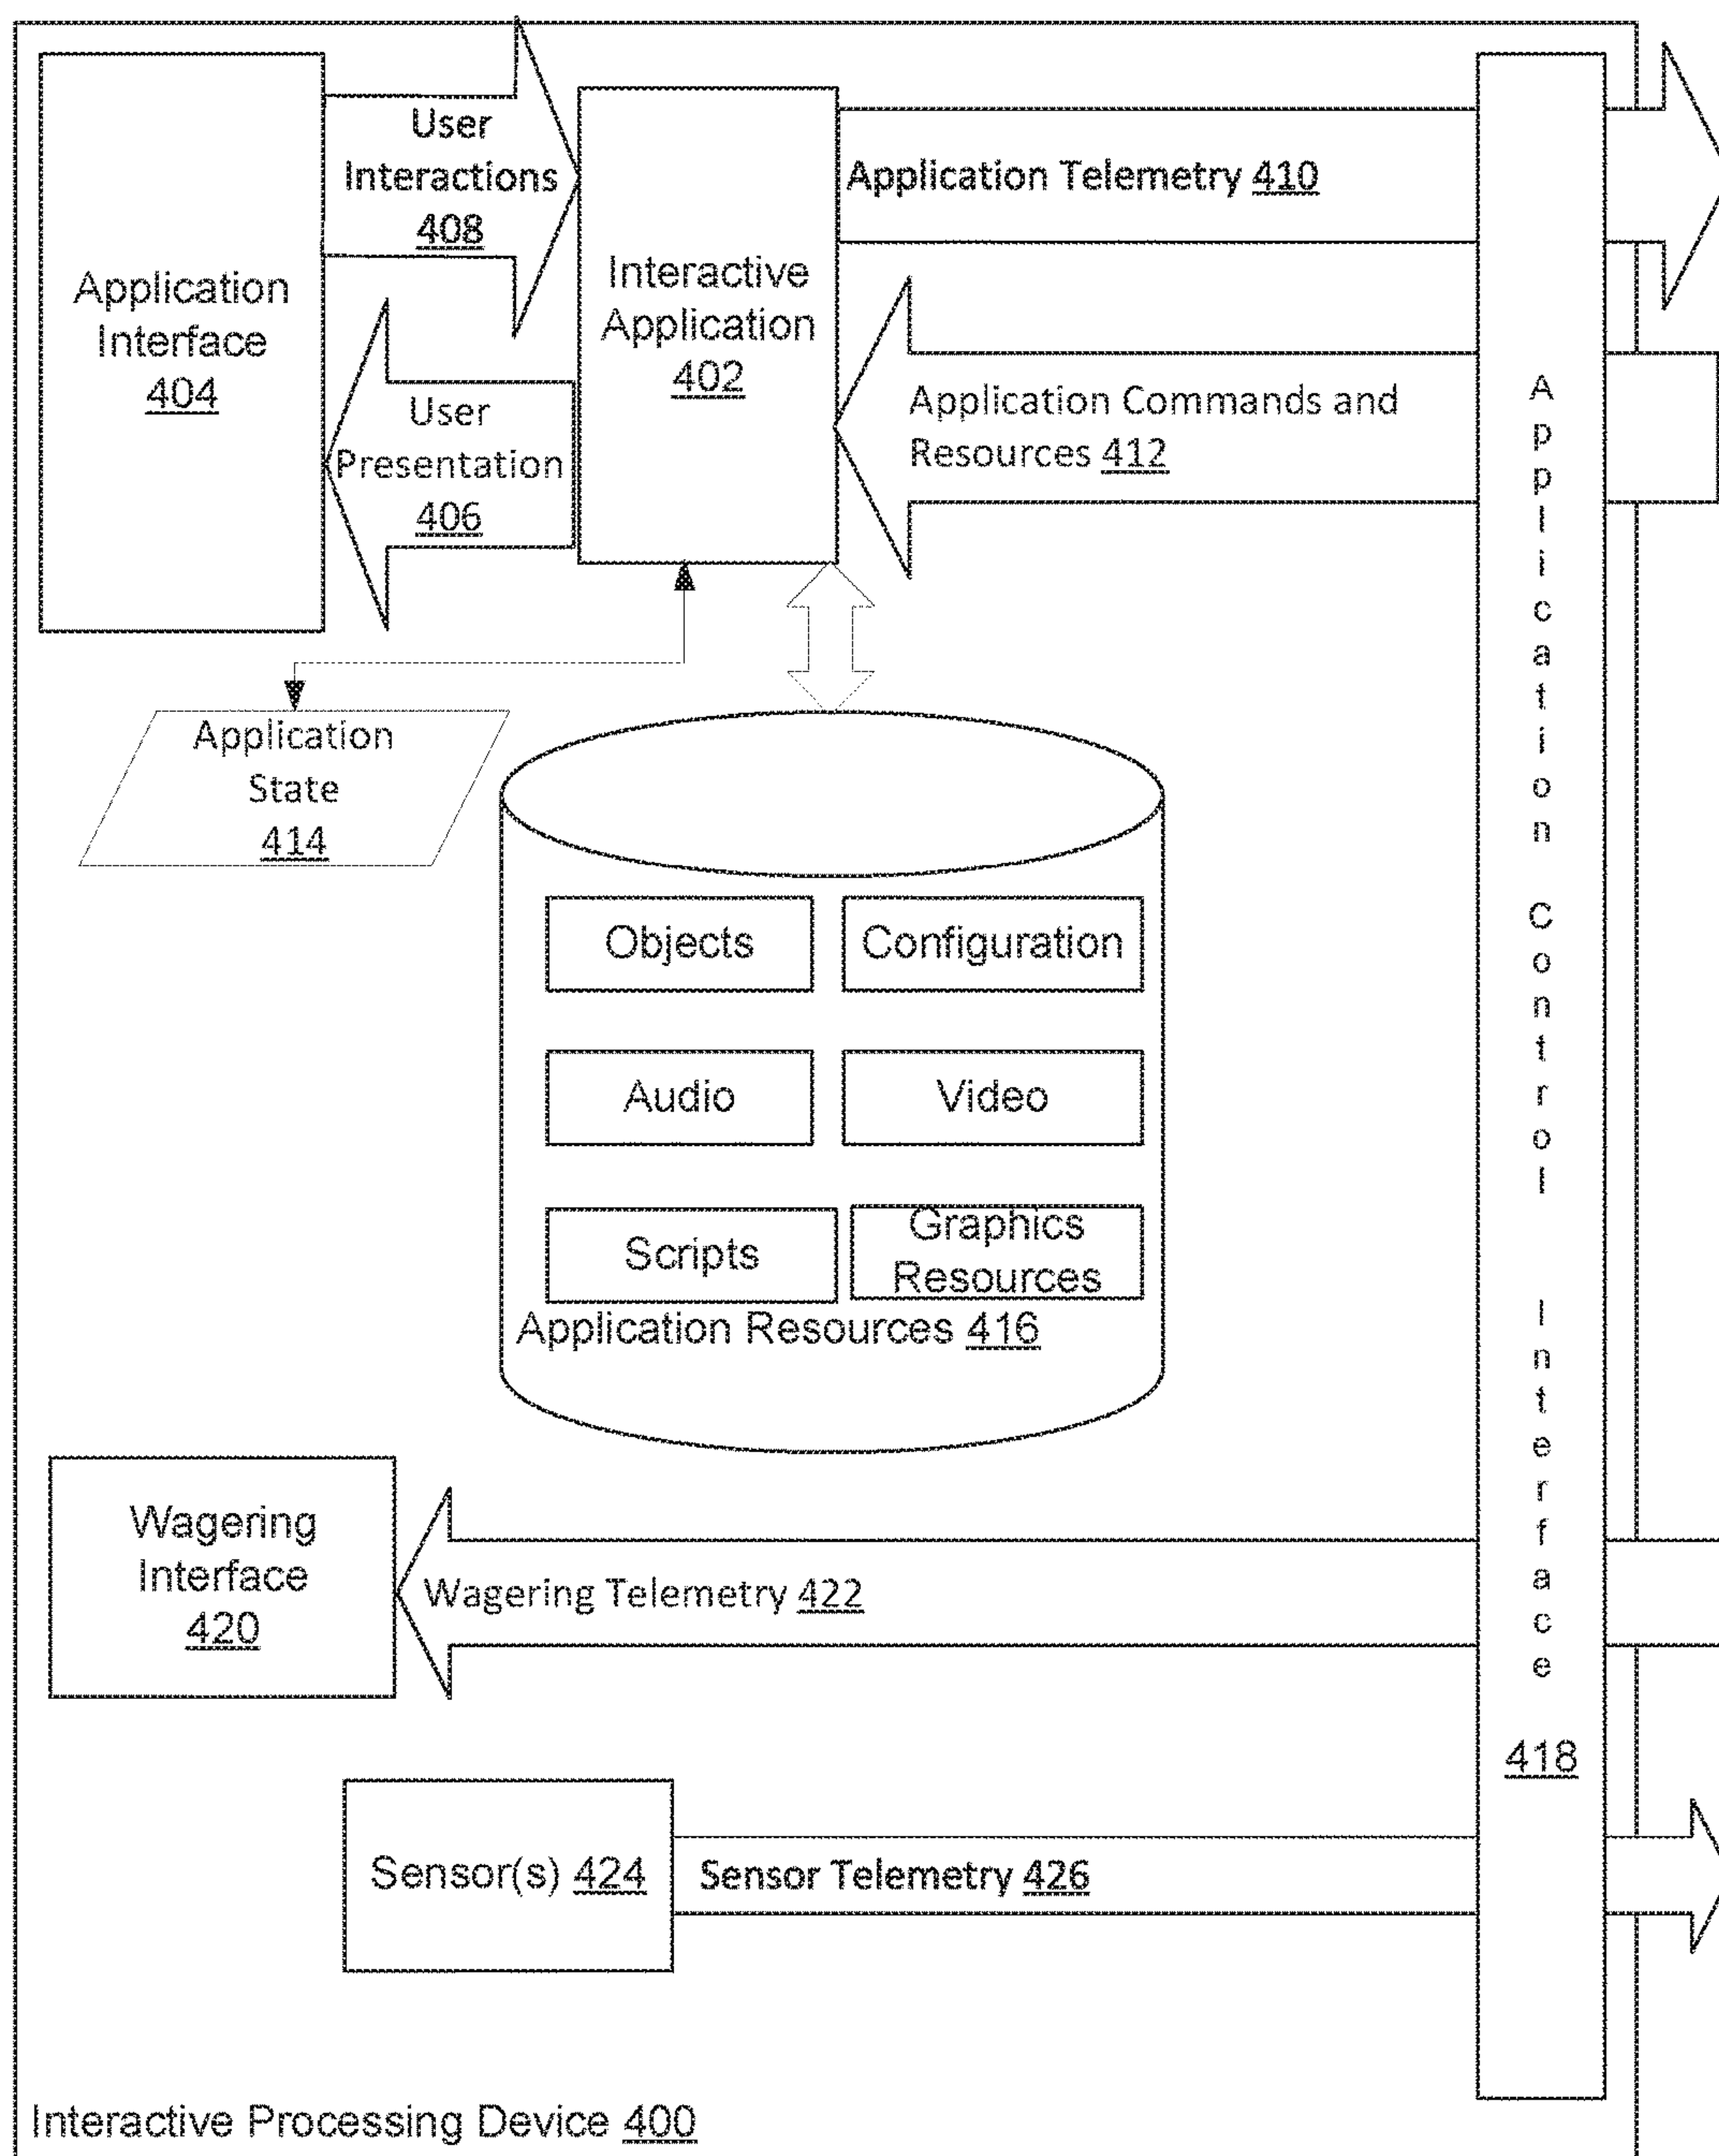 Application
Interface
404
User
Interactions
408
User
Presentation
406
Interactive
Application
402
Application Telemetry 410
Application Commands and
Resources 412
Application
State
414
Objects
Configuration
Audio
Video
Scripts
Graphics
Resources
Application Resources 416
Application Control Interface
418
Wagering
Interface
420
Wagering Telemetry 422
Sensor(s) 424
Sensor Telemetry 426
Interactive Processing Device 400